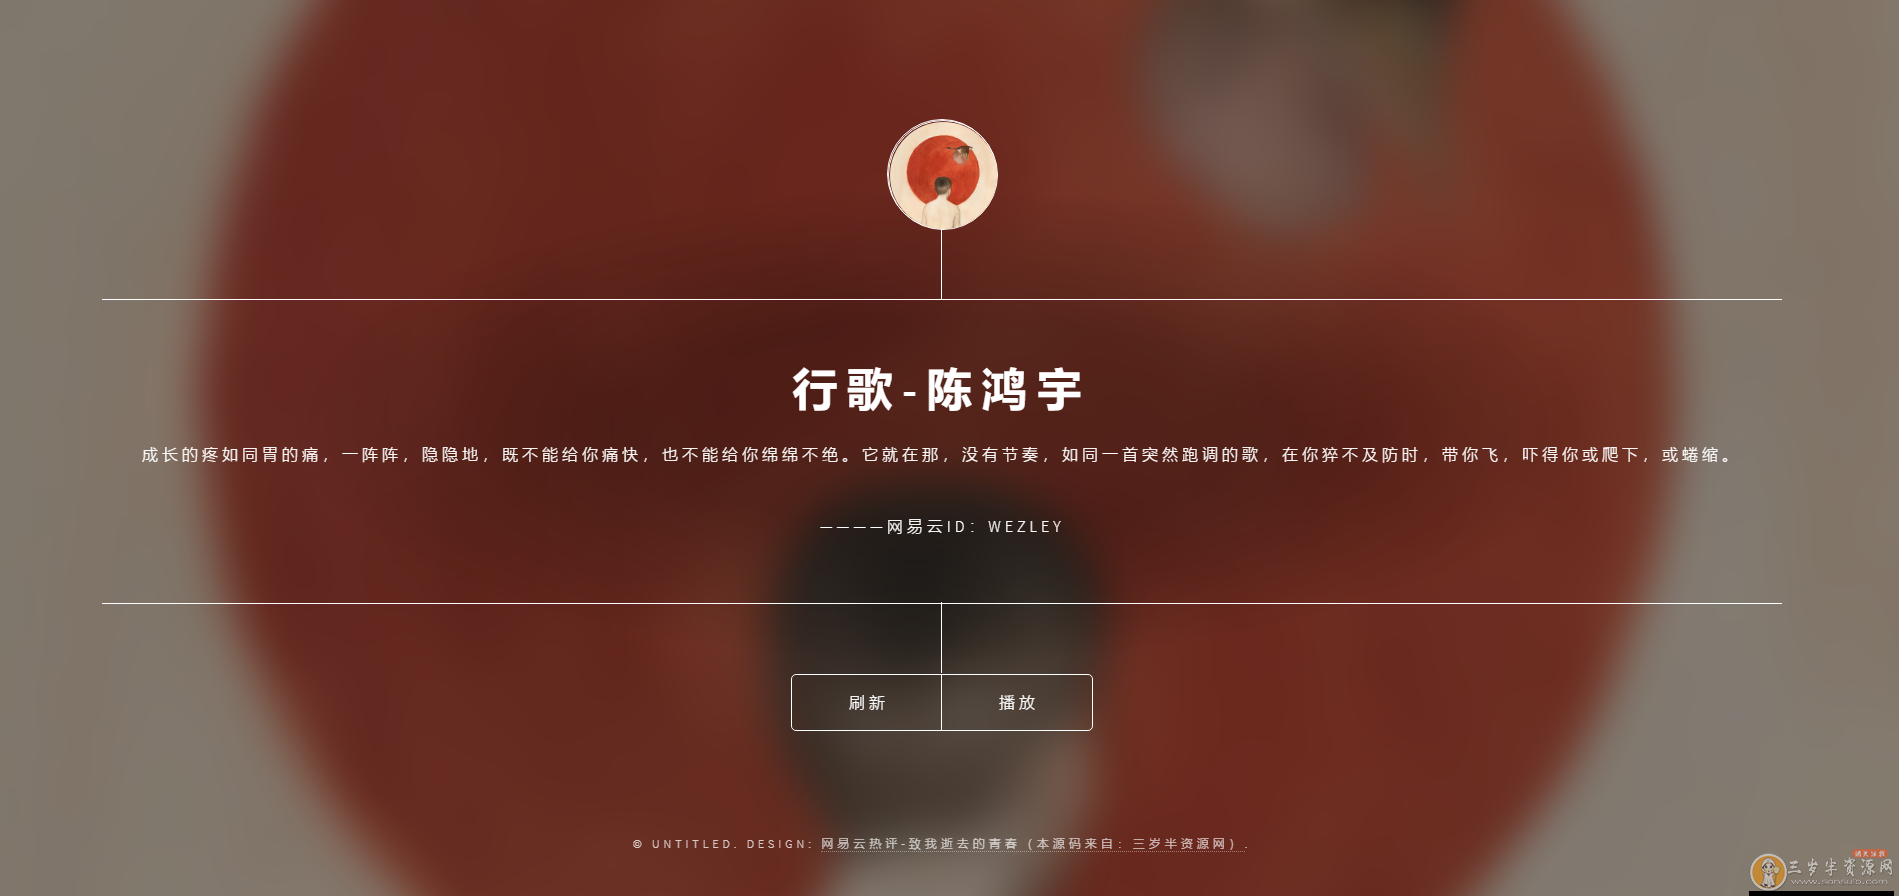 行歌-陈鸿宇
成长的疼如同胃的痛，一阵阵，隐隐地，既不能给你痛快，也不能给你绵绵不绝。它就在那，没有节奏，如同一首突然跑调的歌，在你猝不及防时，带你飞，吓得你或爬下，或蜷缩。
————网易云ID：WEZLEY
刷新
播放
© UNTITLED. DESIGN: 网易云热评-致我逝去的青春（本源码来自：三岁半资源网）.
三岁半资源网